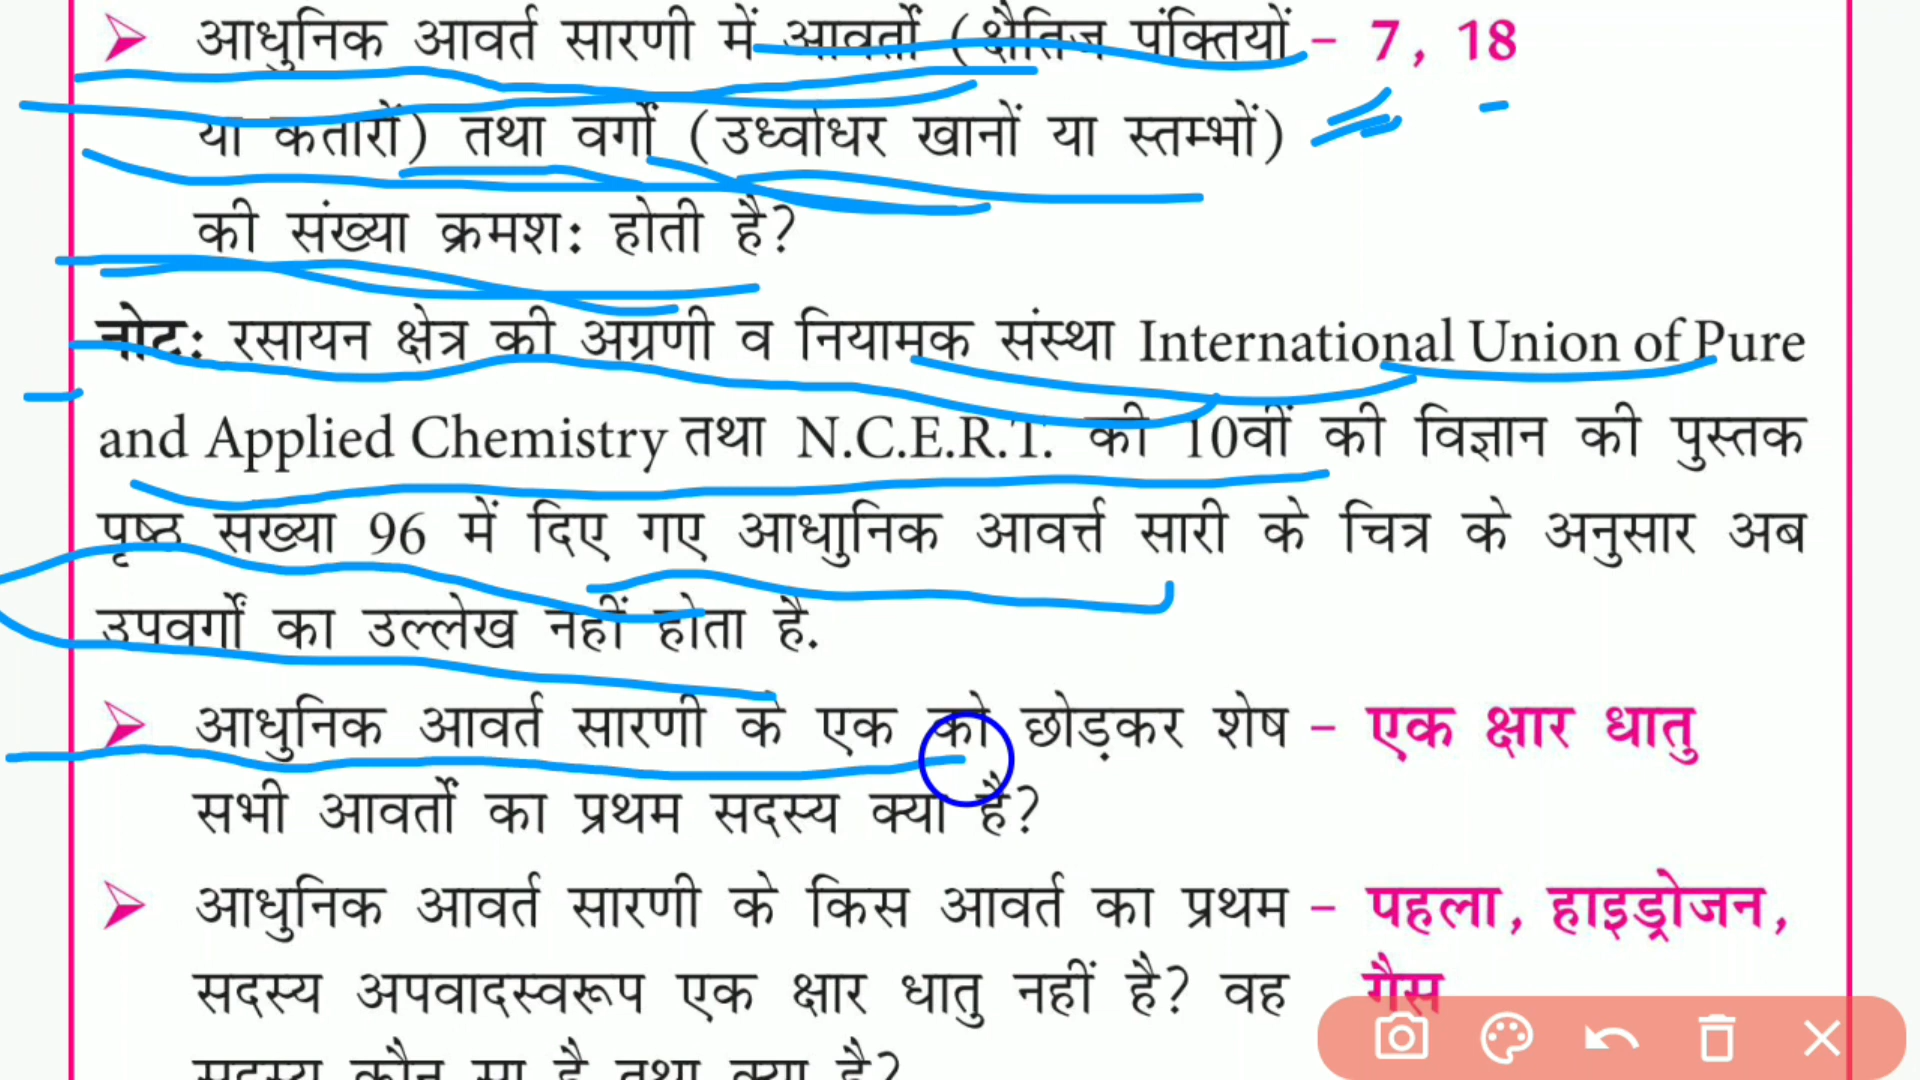 आधुनिक आवर्त सारणी में आवर्तों (क्षैतिज पंक्तियों – 7, 18
या कतारों) तथा वर्गों (उर्ध्वाधर खानों या स्तम्भों)
की संख्या क्रमश: होती है?
नोट: रसायन क्षेत्र की अग्रणी व नियामक संस्था International Union of Pure
and Applied Chemistry तथा N.C.E.R.T. की 10वीं की विज्ञान की पुस्तक
पृष्ठ सख्या 96 में दिए गए आधाुनिक आवर्त्त सारी के चित्र के अनुसार अब
उपवर्गों का उल्लेख नहीं होता है.
आधुनिक आवर्त सारणी के एक को छोड़कर शेष – एक क्षार धातु
सभी आवर्तों का प्रथम सदस्य क्या है?
आधुनिक आवर्त सारणी के किस आवर्त का प्रथम – पहला, हाइड्रोजन,
सदस्य अपवादस्वरूप एक क्षार धातु नहीं है? वह गैस
सदस्य कौन सा है तथा क्या है?